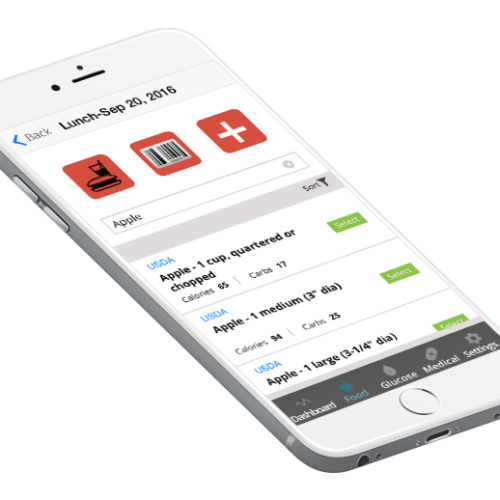 Back
Lunch-Sep 20, 2016
Apple
Sort
USDA
Apple - 1 cup. quartered or
chopped
Calories 65 | Carbs 17
Select
USDA
Apple - 1 medium (3" dia)
Calories 94 | Carbs 25
Select
USDA
Apple - 1 large (3-1/4" dia)
Select
Dashboard
Food
Glucose
Medical
Settings